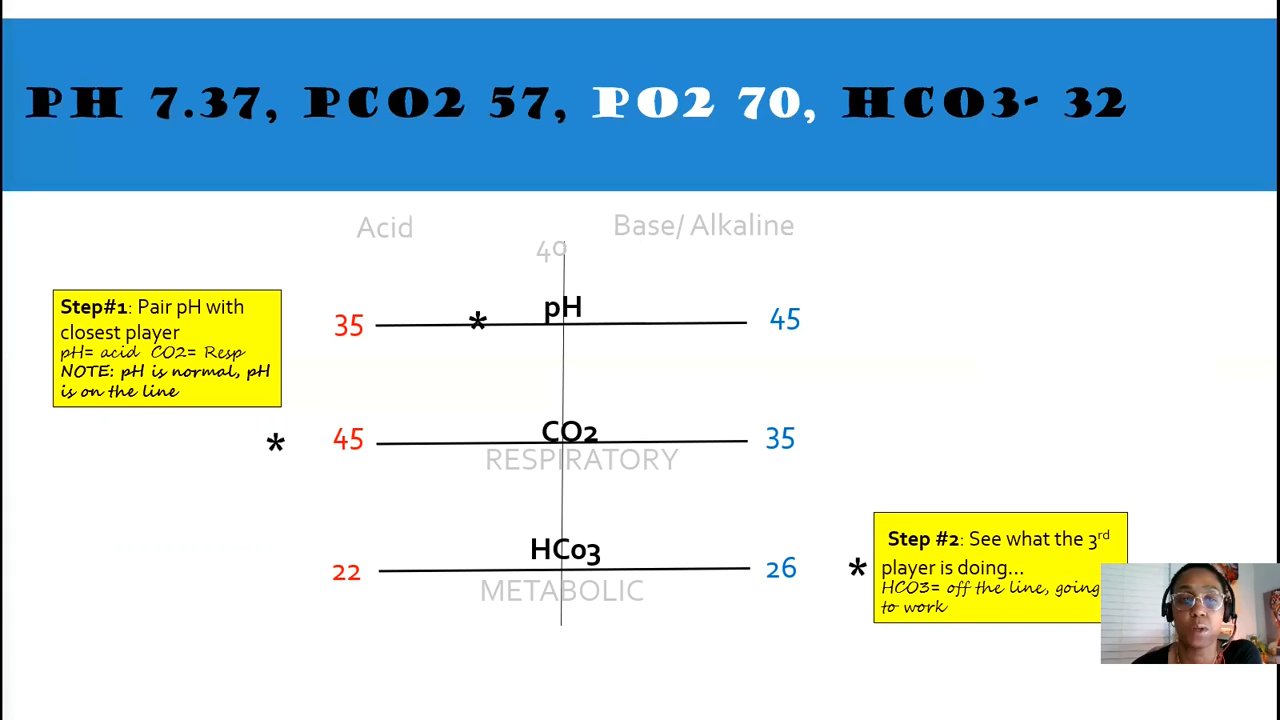 PH 7.37, PCO2 57, PO2 70, HCO3- 32
Acid
Base/ Alkaline
40
Step#1: Pair pH with
closest player
pH= acid CO2= Resp
NOTE: pH is normal, pH
is on the line
pH
35
*
45
CO2
*
45
35
RESPIRATORY
HCo3
22
26
*
METABOLIC
Step #2: See what the 3rd
player is doing...
HCO3= off the line, going
to work